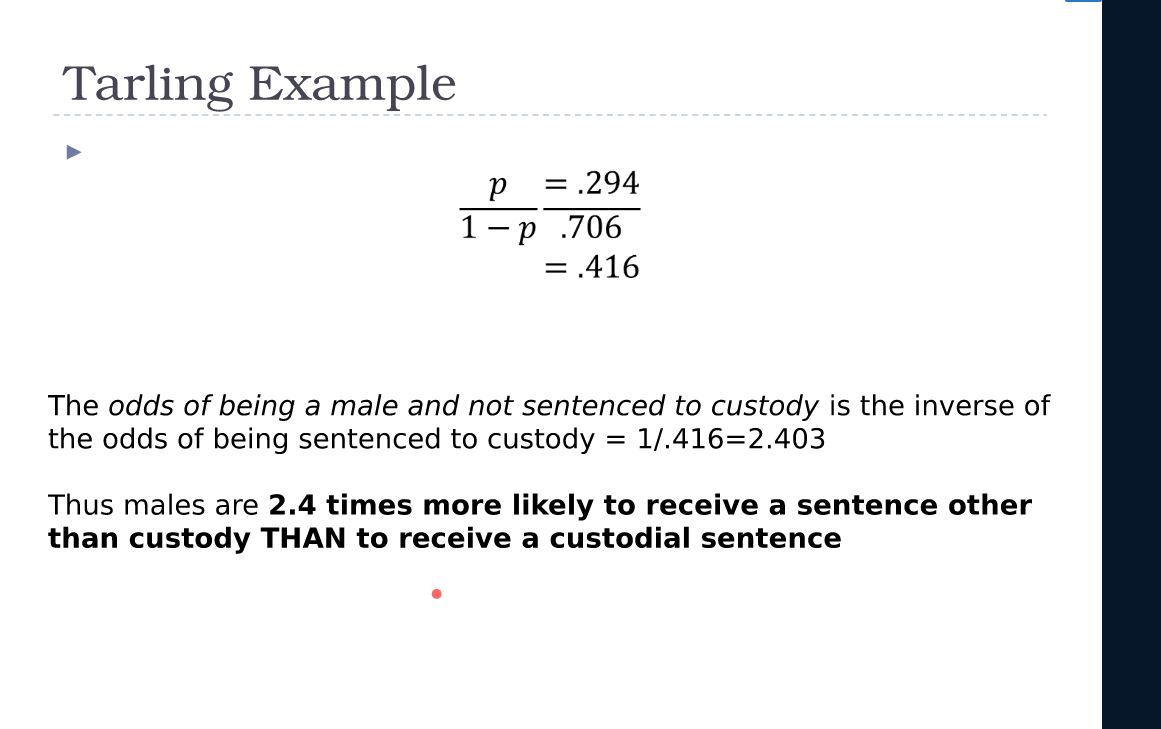 Tarling Example
p = .294
1 − p .706
= .416
The odds of being a male and not sentenced to custody is the inverse of
the odds of being sentenced to custody = 1/.416=2.403
Thus males are 2.4 times more likely to receive a sentence other
than custody THAN to receive a custodial sentence